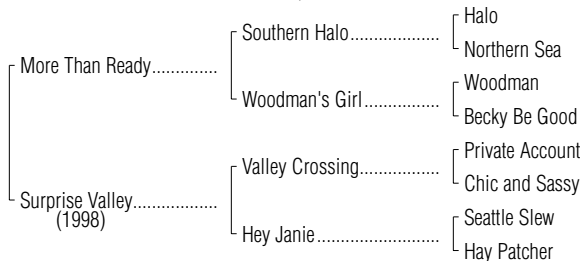 Halo
Southern Halo..................
Northern Sea
More Than Ready..............
Woodman
Woodman's Girl...............
Becky Be Good
Private Account
Valley Crossing.................
Chic and Sassy
Surprise Valley.................
(1998)
Seattle Slew
Hey Janie.........................
Hay Patcher